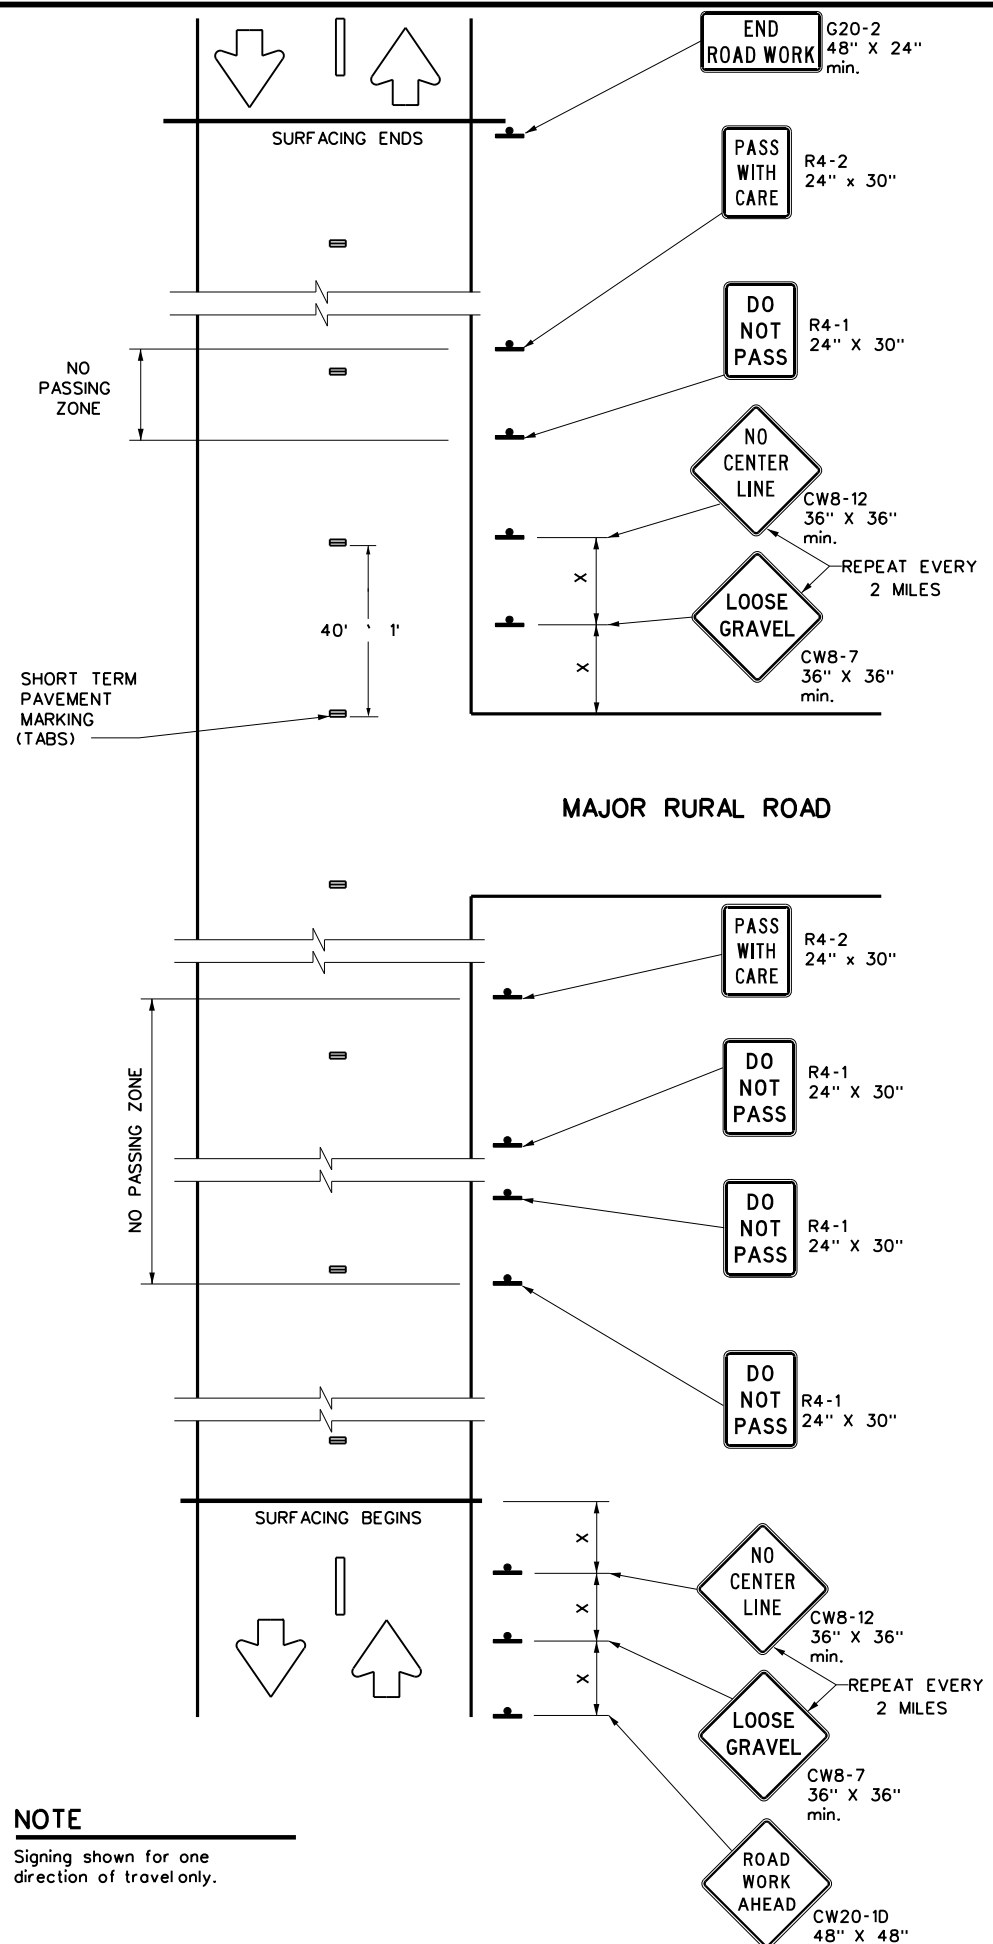 END
ROAD WORK
G20-2
48" X 24"
min.
SURFACING ENDS
PASS
WITH
CARE
R4-2
24" x 30"
DO
NOT
PASS
R4-1
24" X 30"
NO
PASSING
ZONE
NO
CENTER
LINE
CW8-12
36" X 36"
min.
REPEAT EVERY
2 MILES
X
LOOSE
GRAVEL
CW8-7
36" X 36"
min.
X
40' ' 1'
SHORT TERM
PAVEMENT
MARKING
(TABS)
MAJOR RURAL ROAD
PASS
WITH
CARE
R4-2
24" x 30"
NO PASSING ZONE
DO
NOT
PASS
R4-1
24" X 30"
DO
NOT
PASS
R4-1
24" X 30"
DO
NOT
PASS
R4-1
24" X 30"
SURFACING BEGINS
X
NO
CENTER
LINE
CW8-12
36" X 36"
min.
X
REPEAT EVERY
2 MILES
X
LOOSE
GRAVEL
CW8-7
36" X 36"
min.
ROAD
WORK
AHEAD
CW20-1D
48" X 48"
NOTE
Signing shown for one
direction of travel only.